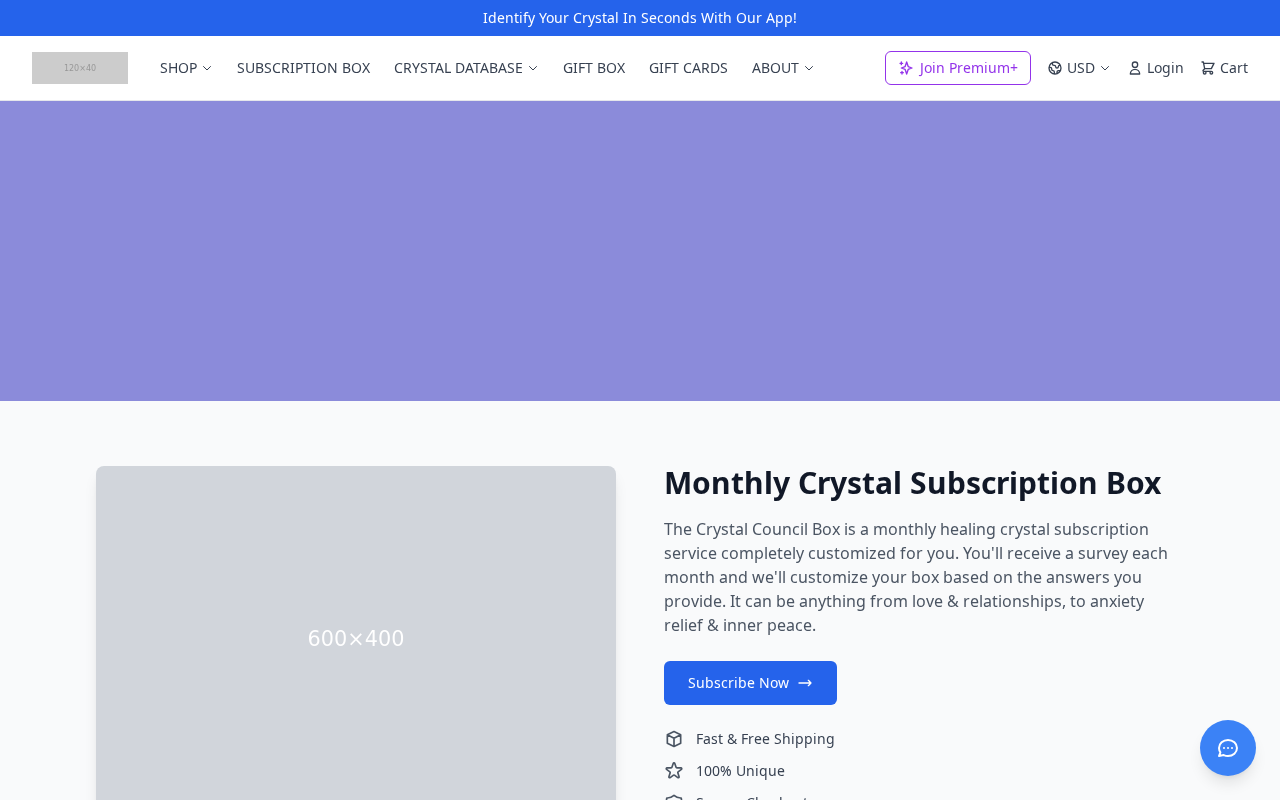 Identify Your Crystal In Seconds With Our App!
120×40
SHOP
SUBSCRIPTION BOX
CRYSTAL DATABASE
GIFT BOX
GIFT CARDS
ABOUT
Join Premium+
USD
Login
Cart
600×400
Monthly Crystal Subscription Box
The Crystal Council Box is a monthly healing crystal subscription
service completely customized for you. You'll receive a survey each
month and we'll customize your box based on the answers you
provide. It can be anything from love & relationships, to anxiety
relief & inner peace.
Subscribe Now
Fast & Free Shipping
100% Unique
Secure Checkout